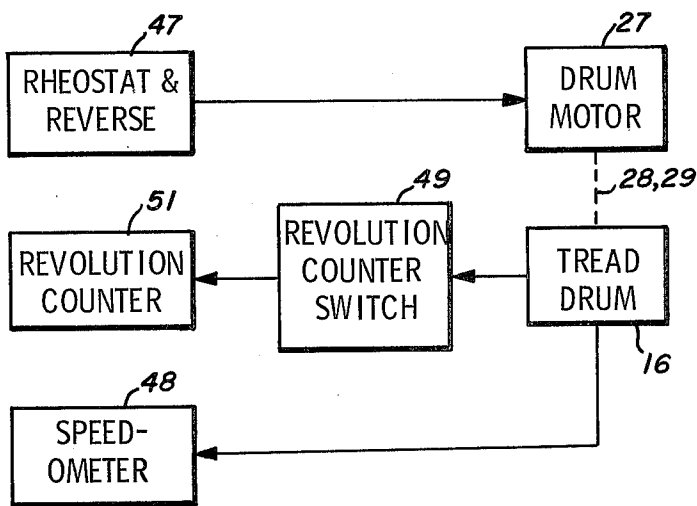 47
RHEOSTAT &
REVERSE
27
DRUM
MOTOR
28,29
51
REVOLUTION
COUNTER
49
REVOLUTION
COUNTER
SWITCH
TREAD
DRUM
16
48
SPEED-
OMETER